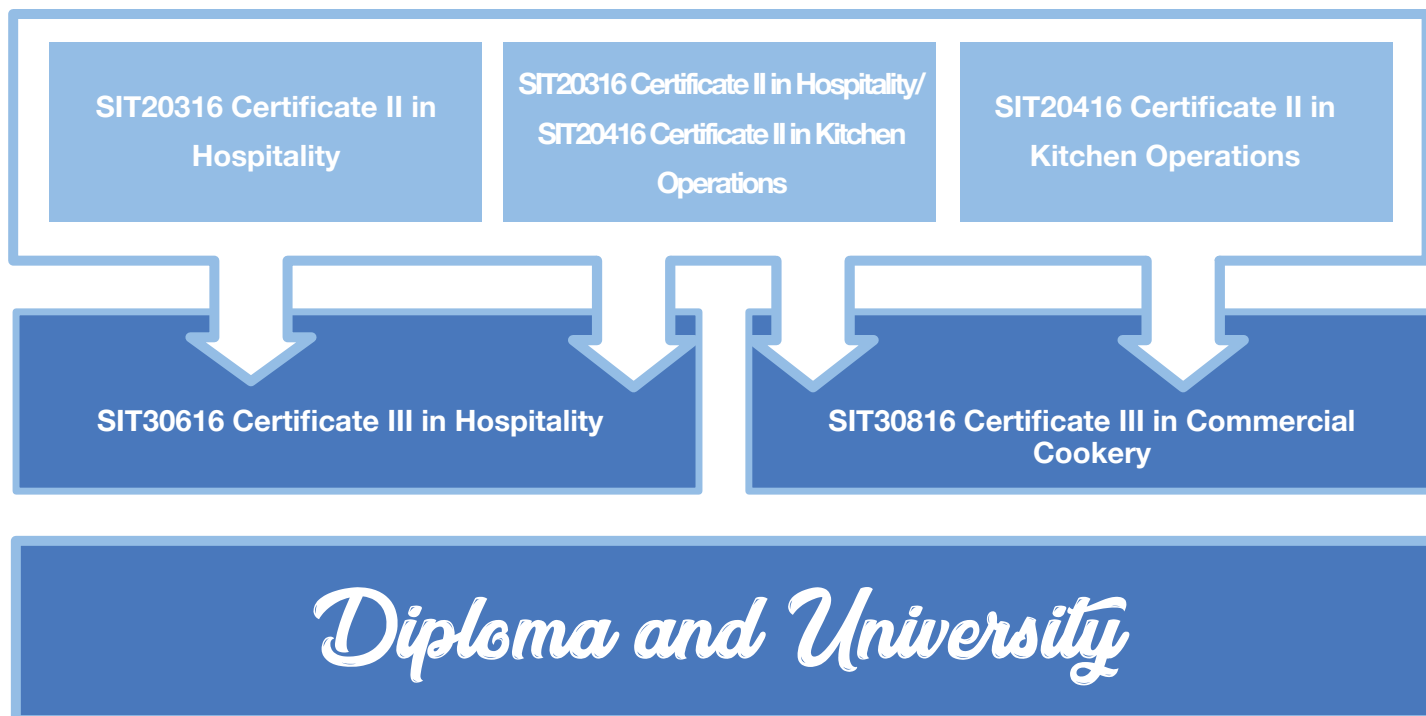 SIT20316 Certificate II in
Hospitality
SIT20316 Certificate II in Hospitality/
SIT20416 Certificate II in Kitchen
Operations
SIT20416 Certificate II in
Kitchen Operations
SIT30616 Certificate III in Hospitality
SIT30816 Certificate III in Commercial
Cookery
Diploma and University